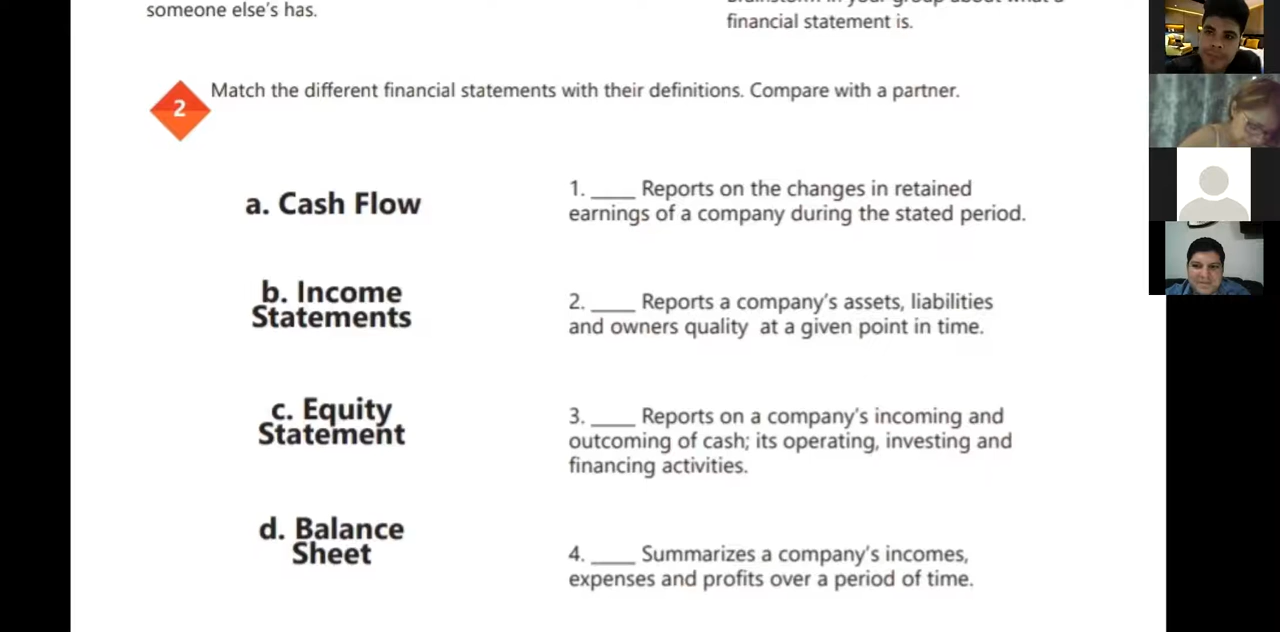 someone else's has.
financial statement is.
2
Match the different financial statements with their definitions. Compare with a partner.
a. Cash Flow
b. Income
Statements
c. Equity
Statement
d. Balance
Sheet
1. ____ Reports on the changes in retained
earnings of a company during the stated period.
2. ____ Reports a company's assets, liabilities
and owners quality at a given point in time.
3. ____ Reports on a company's incoming and
outcoming of cash; its operating, investing and
financing activities.
4. ____ Summarizes a company's incomes,
expenses and profits over a period of time.